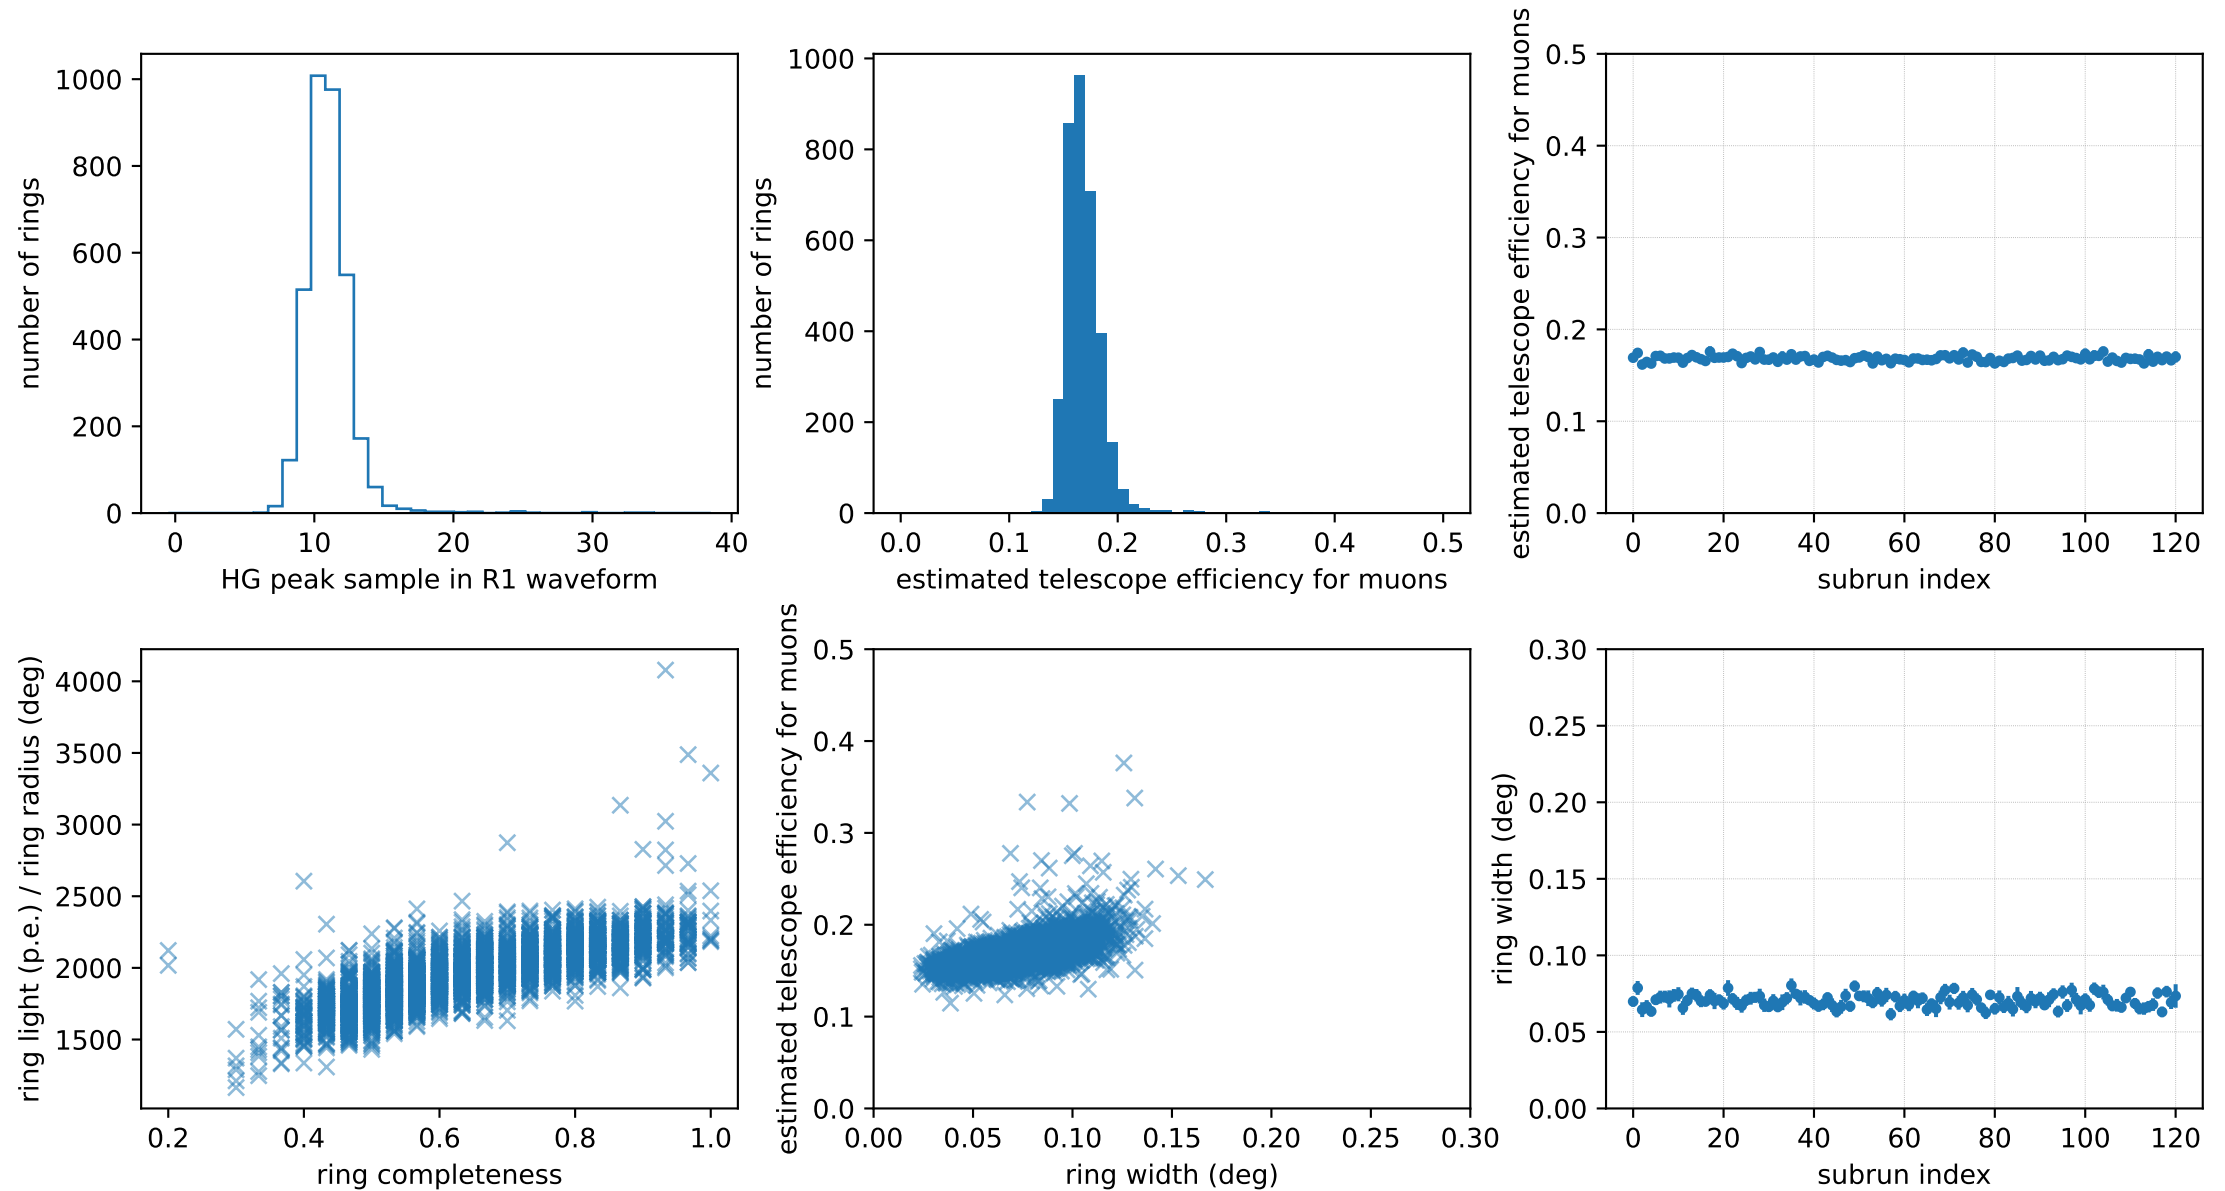 number of rings
1000
800
600
400
200
0
0 10 20 30 40
HG peak sample in R1 waveform
number of rings
1000
800
600
400
200
0
0.0 0.1 0.2 0.3 0.4 0.5
estimated telescope efficiency for muons
estimated telescope efficiency for muons
0.5
0.4
0.3
0.2
0.1
0.0
0 20 40 60 80 100 120
subrun index
ring light (p.e.) / ring radius (deg)
4000
3500
3000
2500
2000
1500
0.2 0.4 0.6 0.8 1.0
ring completeness
estimated telescope efficiency for muons
0.5
0.4
0.3
0.2
0.1
0.0
0.00 0.05 0.10 0.15 0.20 0.25 0.30
ring width (deg)
ring width (deg)
0.30
0.25
0.20
0.15
0.10
0.05
0.00
0 20 40 60 80 100 120
subrun index